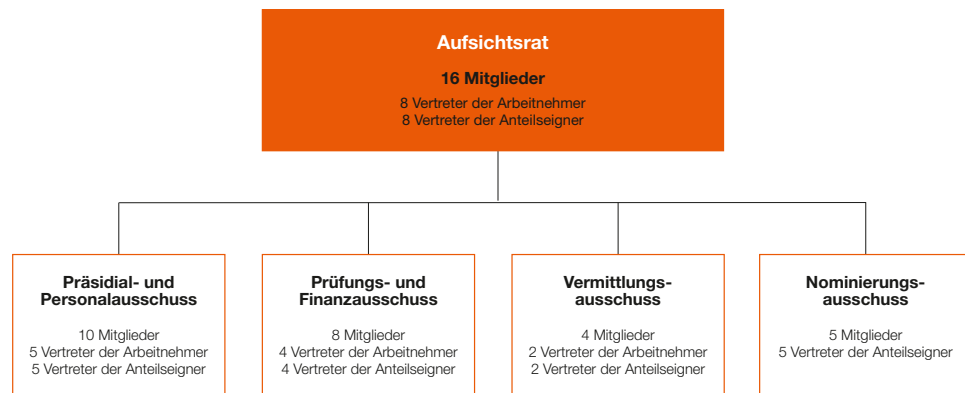 Aufsichtsrat
16 Mitglieder
8 Vertreter der Arbeitnehmer
8 Vertreter der Anteilseigner
Präsidial- und
Personalausschuss
10 Mitglieder
5 Vertreter der Arbeitnehmer
5 Vertreter der Anteilseigner
Prüfungs- und
Finanzausschuss
8 Mitglieder
4 Vertreter der Arbeitnehmer
4 Vertreter der Anteilseigner
Vermittlungs-
ausschuss
4 Mitglieder
2 Vertreter der Arbeitnehmer
2 Vertreter der Anteilseigner
Nominierungs-
ausschuss
5 Mitglieder
5 Vertreter der Anteilseigner